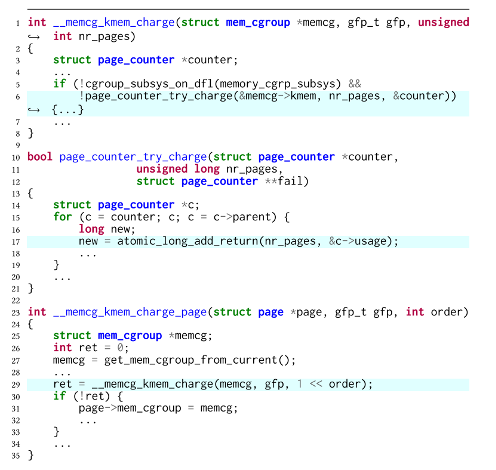 1 int __memcg_kmem_charge(struct mem_cgroup *memcg, gfp_t gfp, unsigned
↪ int nr_pages)
2 {
3 struct page_counter *counter;
4 ...
5 if (!cgroup_subsys_on_dfl(memory_cgrp_subsys) &&
6 !page_counter_try_charge(&memcg->kmem, nr_pages, &counter))
↪ {...}
7 ...
8 }
9
10 bool page_counter_try_charge(struct page_counter *counter,
11 unsigned long nr_pages,
12 struct page_counter **fail)
13 {
14 struct page_counter *c;
15 for (c = counter; c; c = c->parent) {
16 long new;
17 new = atomic_long_add_return(nr_pages, &c->usage);
18 ...
19 }
20 ...
21 }
22
23 int __memcg_kmem_charge_page(struct page *page, gfp_t gfp, int order)
24 {
25 struct mem_cgroup *memcg;
26 int ret = 0;
27 memcg = get_mem_cgroup_from_current();
28 ...
29 ret = __memcg_kmem_charge(memcg, gfp, 1 << order);
30 if (!ret) {
31 page->mem_cgroup = memcg;
32 ...
33 }
34 ...
35 }